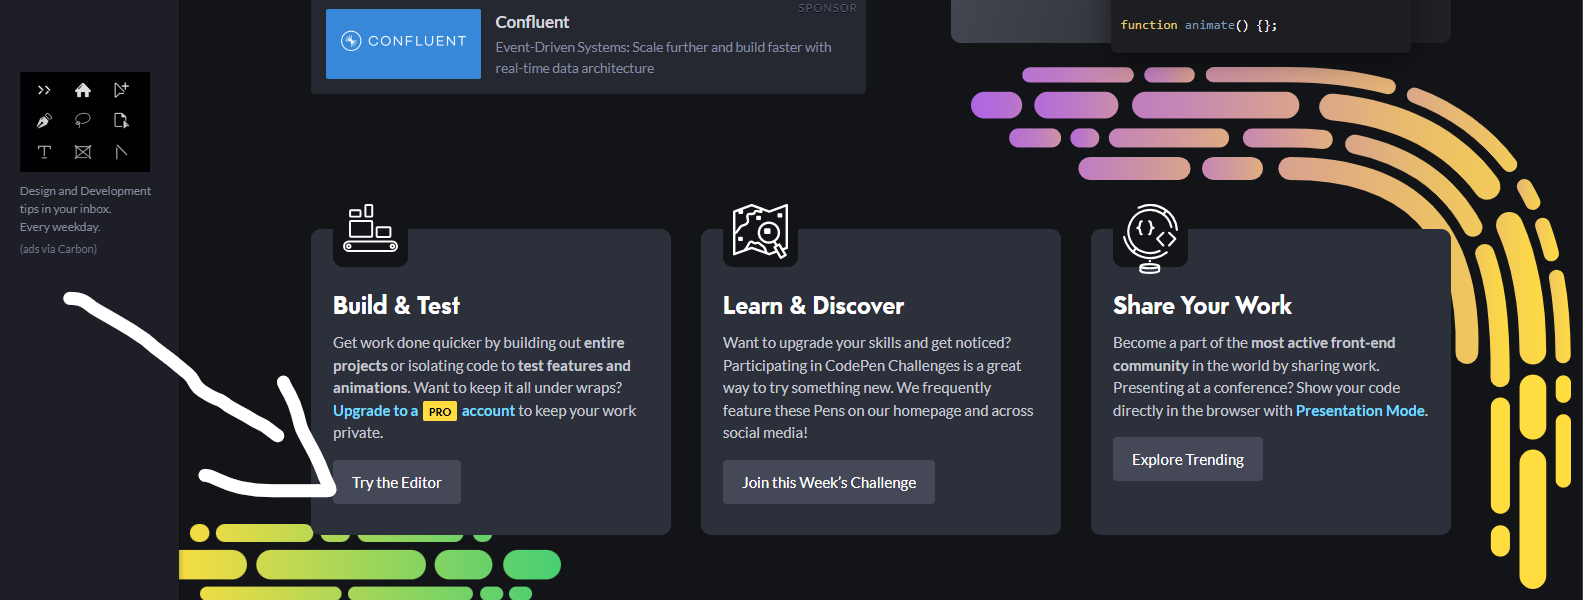 SPONSOR
CONFLUENT
Confluent
Event-Driven Systems: Scale further and build faster with
real-time data architecture
function animate() {};
Design and Development
tips in your inbox.
Every weekday.
(ads via Carbon)
Build & Test
Get work done quicker by building out entire
projects or isolating code to test features and
animations. Want to keep it all under wraps?
Upgrade to a PRO account to keep your work
private.
Try the Editor
Learn & Discover
Want to upgrade your skills and get noticed?
Participating in CodePen Challenges is a great
way to try something new. We frequently
feature these Pens on our homepage and across
social media!
Join this Week’s Challenge
Share Your Work
Become a part of the most active front-end
community in the world by sharing work.
Presenting at a conference? Show your code
directly in the browser with Presentation Mode.
Explore Trending